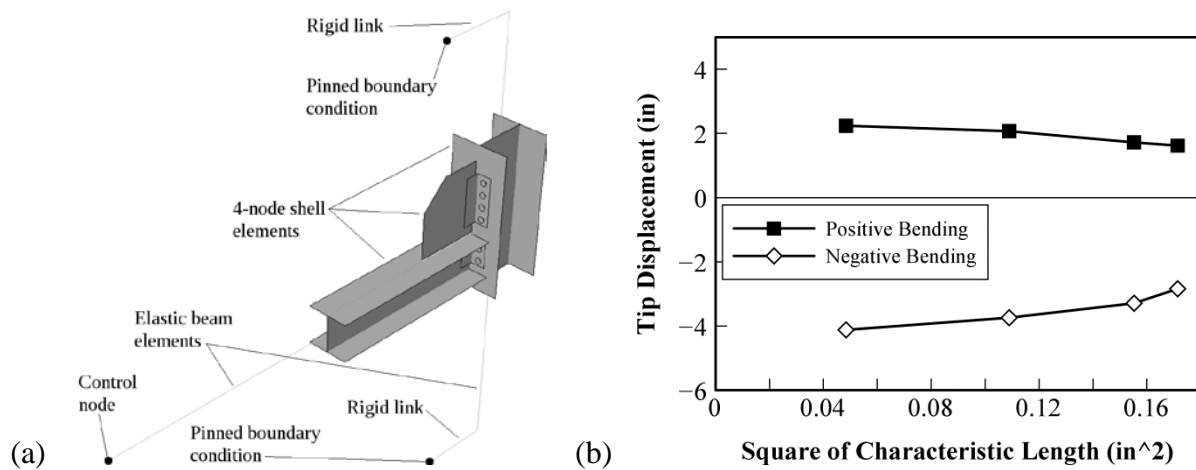 Rigid link
Pinned boundary
condition
4-node shell
elements
Elastic beam
elements
Control
node
Rigid link
Pinned boundary
condition
(a)
Tip Displacement (in)
4
2
0
−2
−4
−6
Positive Bending
Negative Bending
0
0.04
0.08
0.12
0.16
Square of Characteristic Length (in^2)
(b)